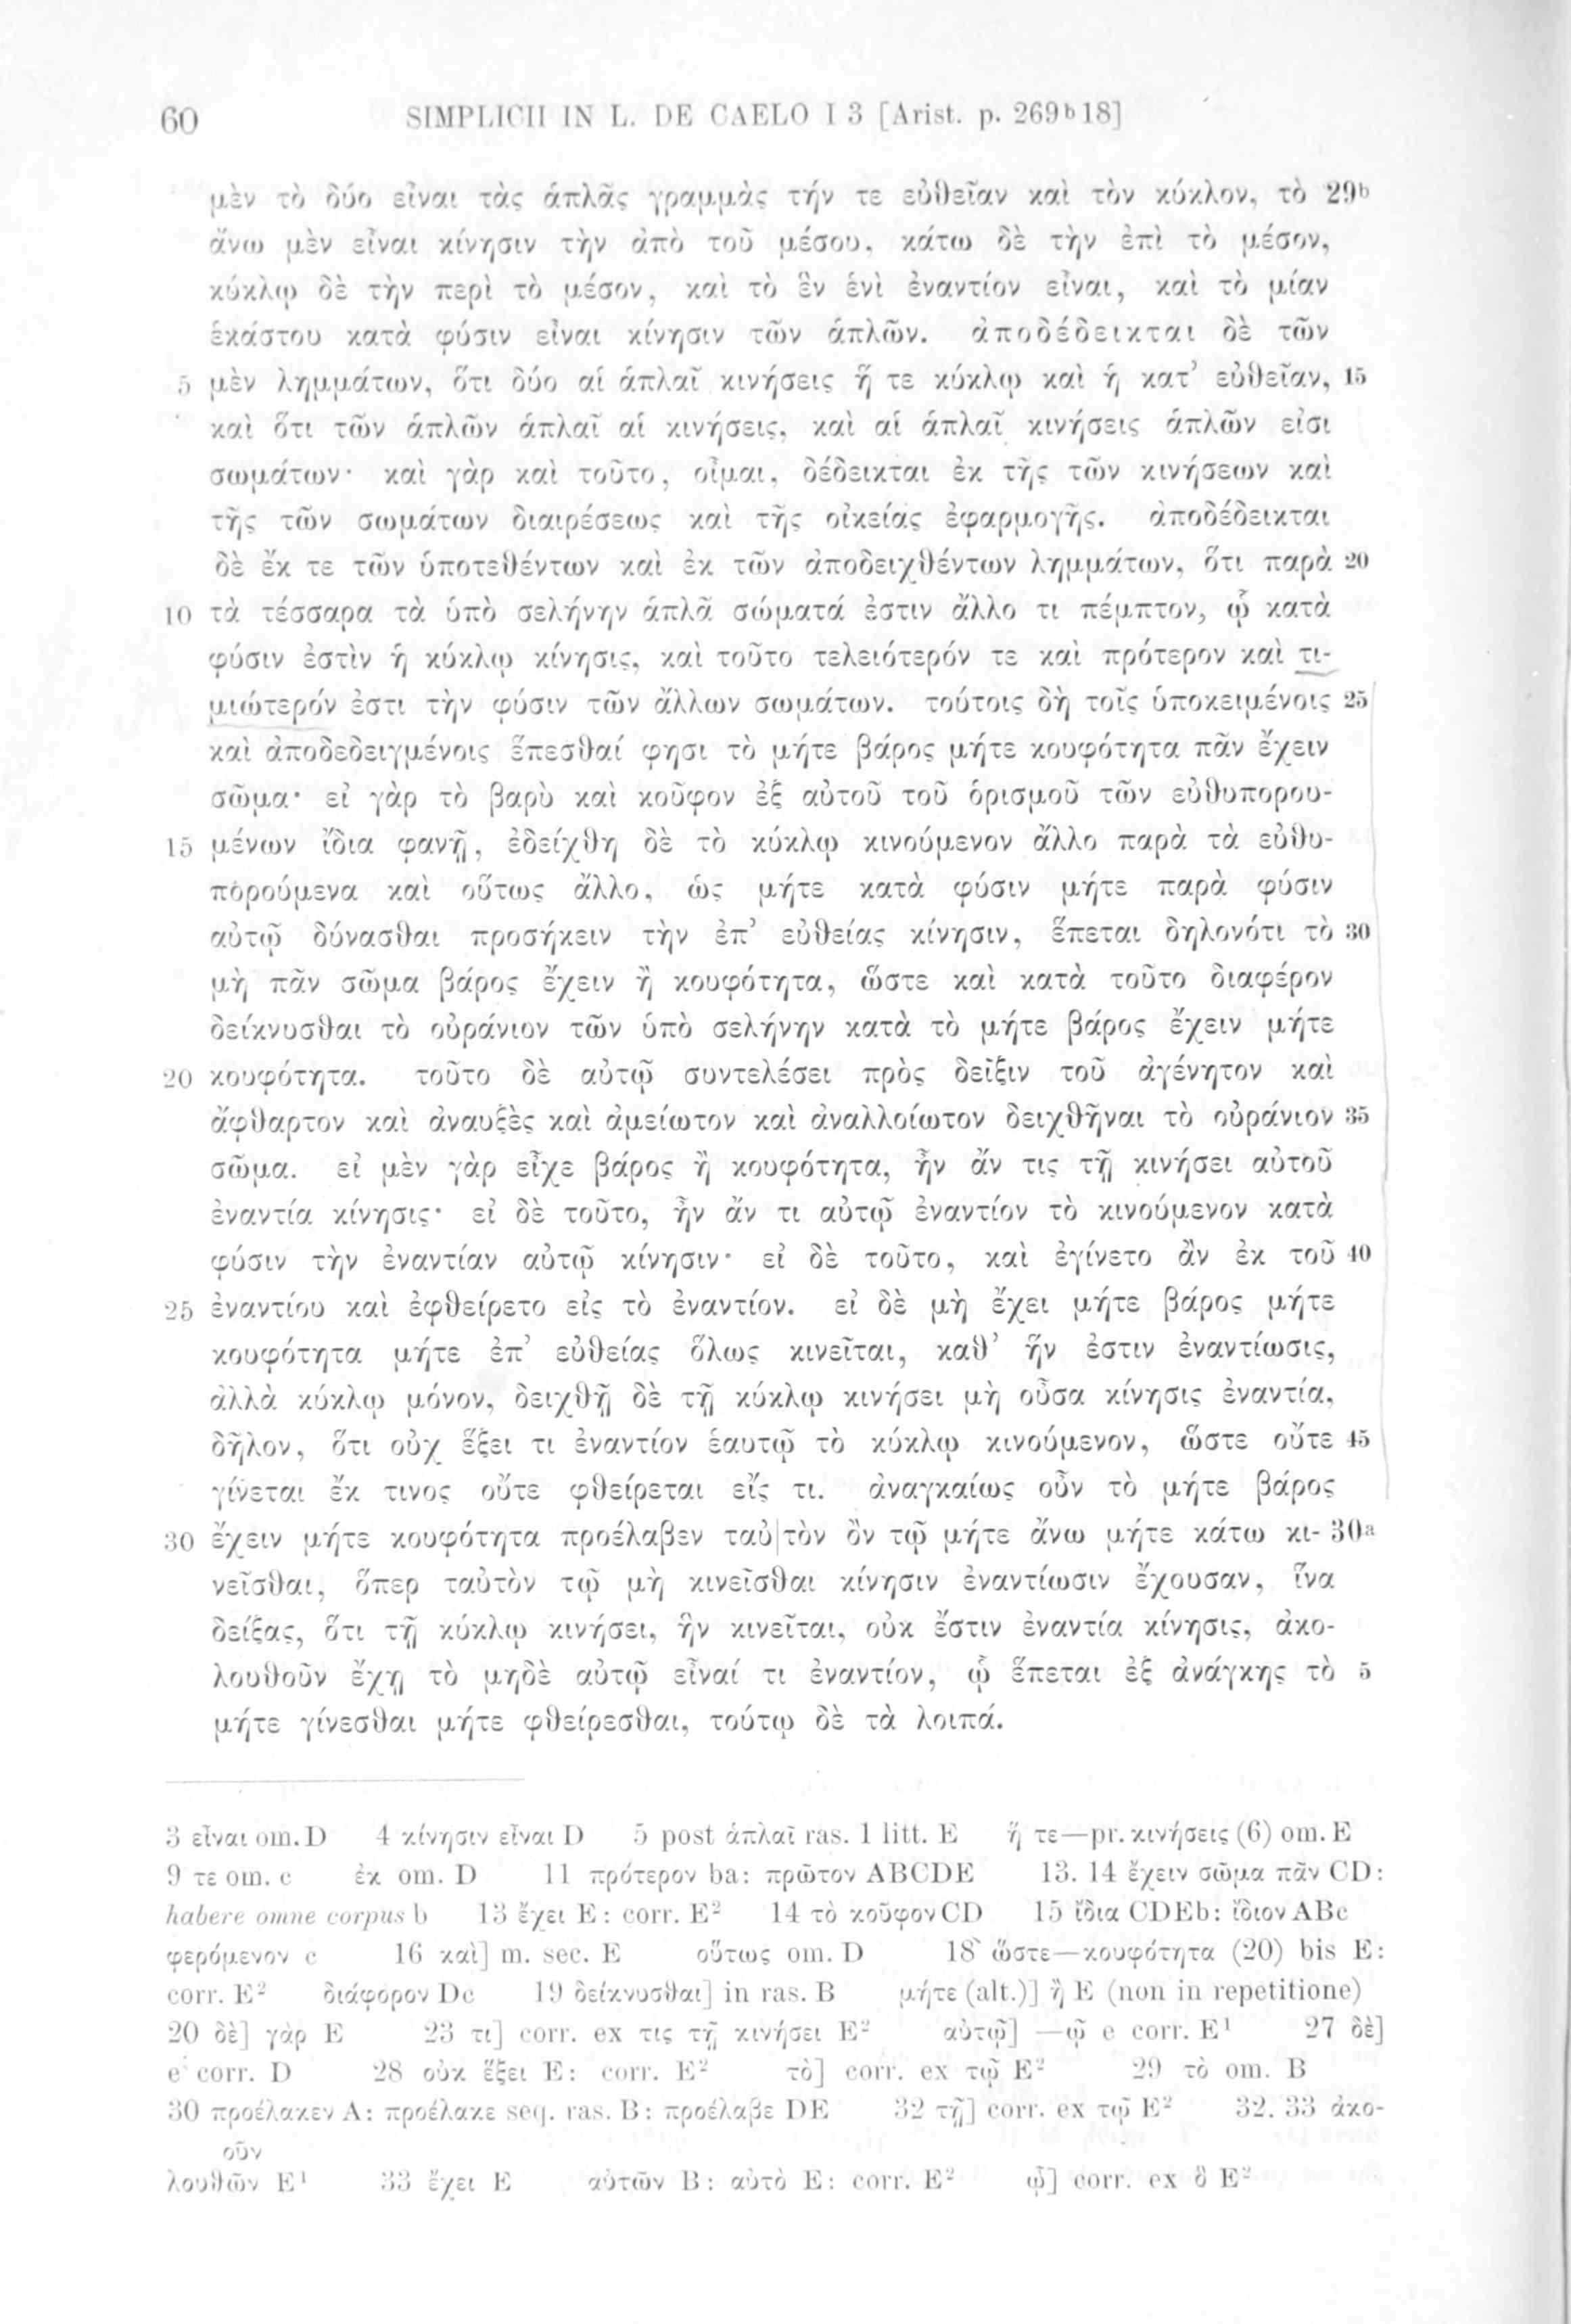 60 SIMPLICII IN L. DE CAELO I 3 [Arist. p. 269b18]
μὲν τὸ δύο εἶναι τὰς ἁπλᾶς γραμμὰς τήν τε εὐθεῖαν καὶ τὸν κύκλον, τὸ 29b
ἄνω μὲν εἶναι κίνησιν τὴν ἀπὸ τοῦ μέσου, κάτω δὲ τὴν ἐπὶ τὸ μέσον,
κύκλῳ δὲ τὴν περὶ τὸ μέσον, καὶ τὸ ἓν ἑνὶ ἐναντίον εἶναι, καὶ τὸ μίαν
ἑκάστου κατὰ φύσιν εἶναι κίνησιν τῶν ἁπλῶν. ἀποδέδεικται δὲ τῶν
5 μὲν λημμάτων, ὅτι δύο αἱ ἁπλαῖ κινήσεις ἥ τε κύκλῳ καὶ ἡ κατ’ εὐθεῖαν, 15
καὶ ὅτι τῶν ἁπλῶν ἁπλαῖ αἱ κινήσεις, καὶ αἱ ἁπλαῖ κινήσεις ἁπλῶν εἰσι
σωμάτων· καὶ γὰρ καὶ τοῦτο, οἶμαι, δέδεικται ἐκ τῆς τῶν κινήσεων καὶ
τῆς τῶν σωμάτων διαιρέσεως καὶ τῆς οἰκείας ἐφαρμογῆς. ἀποδέδεικται
δὲ ἔκ τε τῶν ὑποτεθέντων καὶ ἐκ τῶν ἀποδειχθέντων λημμάτων, ὅτι παρὰ 20
10 τὰ τέσσαρα τὰ ὑπὸ σελήνην ἁπλᾶ σώματά ἐστιν ἄλλο τι πέμπτον, ᾧ κατὰ
φύσιν ἐστὶν ἡ κύκλῳ κίνησις, καὶ τοῦτο τελειότερόν τε καὶ πρότερον καὶ τι-
μιώτερόν ἐστι τὴν φύσιν τῶν ἄλλων σωμάτων. τούτοις δὴ τοῖς ὑποκειμένοις 25
καὶ ἀποδεδειγμένοις ἕπεσθαί φησι τὸ μήτε βάρος μήτε κουφότητα πᾶν ἔχειν
σῶμα· εἰ γὰρ τὸ βαρὺ καὶ κοῦφον ἐξ αὐτοῦ τοῦ ὁρισμοῦ τῶν εὐθυπορου-
15 μένων ἴδια φανῇ, ἐδείχθη δὲ τὸ κύκλῳ κινούμενον ἄλλο παρὰ τὰ εὐθυ-
πορούμενα καὶ οὕτως ἄλλο, ὡς μήτε κατὰ φύσιν μήτε παρὰ φύσιν
αὐτῷ δύνασθαι προσήκειν τὴν ἐπ’ εὐθείας κίνησιν, ἕπεται δηλονότι τὸ 30
μὴ πᾶν σῶμα βάρος ἔχειν ἢ κουφότητα, ὥστε καὶ κατὰ τοῦτο διαφέρον
δείκνυσθαι τὸ οὐράνιον τῶν ὑπὸ σελήνην κατὰ τὸ μήτε βάρος ἔχειν μήτε
20 κουφότητα. τοῦτο δὲ αὐτῷ συντελέσει πρὸς δεῖξιν τοῦ ἀγένητον καὶ
ἄφθαρτον καὶ ἀναυξὲς καὶ ἀμείωτον καὶ ἀναλλοίωτον δειχθῆναι τὸ οὐράνιον 35
σῶμα. εἰ μὲν γὰρ εἶχε βάρος ἢ κουφότητα, ἦν ἄν τις τῇ κινήσει αὐτοῦ
ἐναντία κίνησις· εἰ δὲ τοῦτο, ἦν ἄν τι αὐτῷ ἐναντίον τὸ κινούμενον κατὰ
φύσιν τὴν ἐναντίαν αὐτῷ κίνησιν· εἰ δὲ τοῦτο, καὶ ἐγίνετο ἂν ἐκ τοῦ 40
25 ἐναντίου καὶ ἐφθείρετο εἰς τὸ ἐναντίον. εἰ δὲ μὴ ἔχει μήτε βάρος μήτε
κουφότητα μήτε ἐπ’ εὐθείας ὅλως κινεῖται, καθ’ ἥν ἐστιν ἐναντίωσις,
ἀλλὰ κύκλῳ μόνον, δειχθῇ δὲ τῇ κύκλῳ κινήσει μὴ οὖσα κίνησις ἐναντία,
δῆλον, ὅτι οὐχ ἕξει τι ἐναντίον ἑαυτῷ τὸ κύκλῳ κινούμενον, ὥστε οὔτε 45
γίνεται ἔκ τινος οὔτε φθείρεται εἴς τι. ἀναγκαίως οὖν τὸ μήτε βάρος
30 ἔχειν μήτε κουφότητα προέλαβεν ταὐ|τὸν ὂν τῷ μήτε ἄνω μήτε κάτω κι- 30a
νεῖσθαι, ὅπερ ταὐτὸν τῷ μὴ κινεῖσθαι κίνησιν ἐναντίωσιν ἔχουσαν, ἵνα
δείξας, ὅτι τῇ κύκλῳ κινήσει, ἣν κινεῖται, οὐκ ἔστιν ἐναντία κίνησις, ἀκο-
λουθοῦν ἔχῃ τὸ μηδὲ αὐτῷ εἶναί τι ἐναντίον, ᾧ ἕπεται ἐξ ἀνάγκης τὸ 5
μήτε γίνεσθαι μήτε φθείρεσθαι, τούτῳ δὲ τὰ λοιπά.
3 εἶναι om. D 4 κίνησιν εἶναι D 5 post ἁπλαῖ ras. 1 litt. E ἥ τε—pr. κινήσεις (6) om. E
9 τε om. c ἐκ om. D 11 πρότερον ba: πρῶτον ABCDE 13. 14 ἔχειν σῶμα πᾶν CD:
habere omne corpus b 13 ἔχει E: corr. E² 14 τὸ κοῦφον CD 15 ἴδια CDEb: ἴδιον ABc
φερόμενον c 16 καὶ] m. sec. E οὕτως om. D 18 ὥστε—κουφότητα (20) bis E:
corr. E² διάφορον Dc 19 δείκνυσθαι] in ras. B μήτε (alt.)] ἢ E (non in repetitione)
20 δὲ] γὰρ E 23 τι] corr. ex τις τῇ κινήσει E² αὐτῷ] —ῷ e corr. E¹ 27 δὲ]
e corr. D 28 οὐκ ἕξει E: corr. E² τὸ] corr. ex τῷ E² 29 τὸ om. B
30 προέλακεν A: προέλακε seq. ras. B: προέλαβε DE 32 τῇ] corr. ex τῷ E² 32. 33 ἀκο-
οῦν
λουθῶν E¹ 33 ἔχει E αὐτῶν B: αὐτὸ E: corr. E² ᾧ] corr. ex ὃ E²